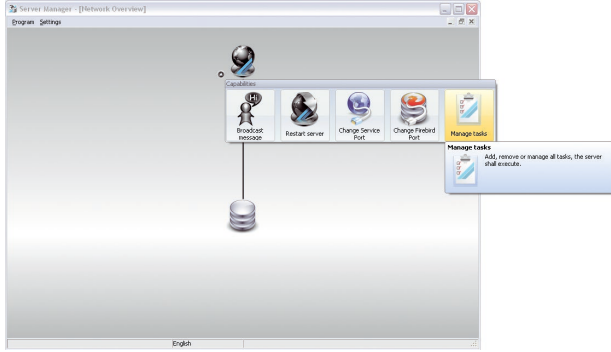 Server Manager - [Network Overview]
Program Settings
Capabilities
Hi
Broadcast
message
Restart server
Change Service
Port
Change Firebird
Port
Manage tasks
Manage tasks
Add, remove or manage all tasks, the server
shall execute.
English